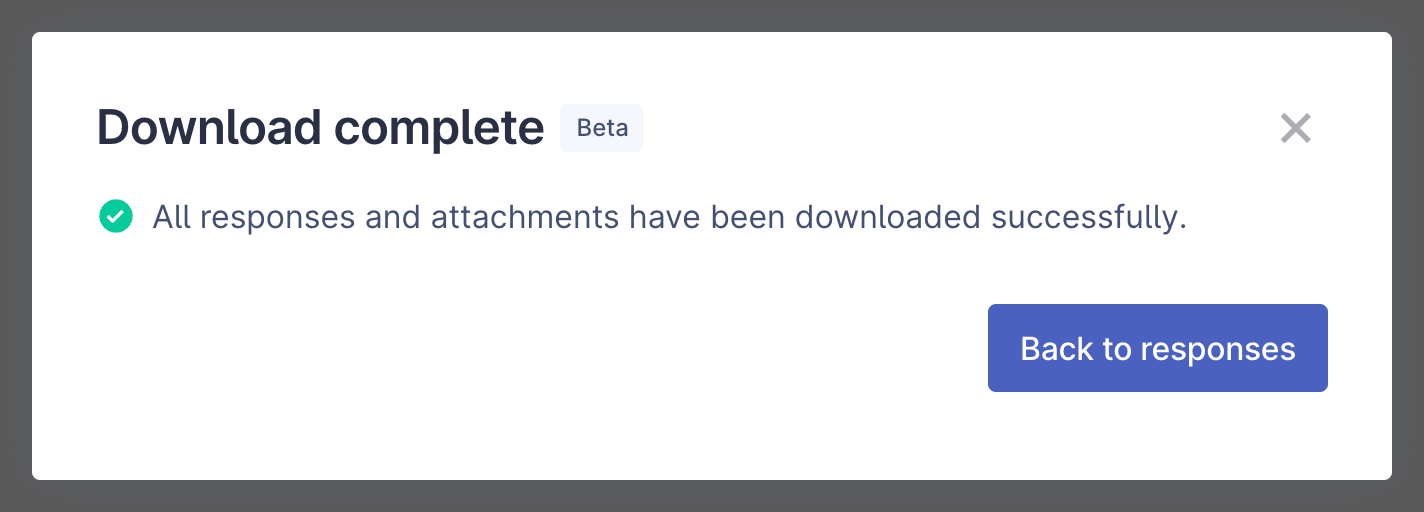 Download complete Beta
All responses and attachments have been downloaded successfully.
Back to responses